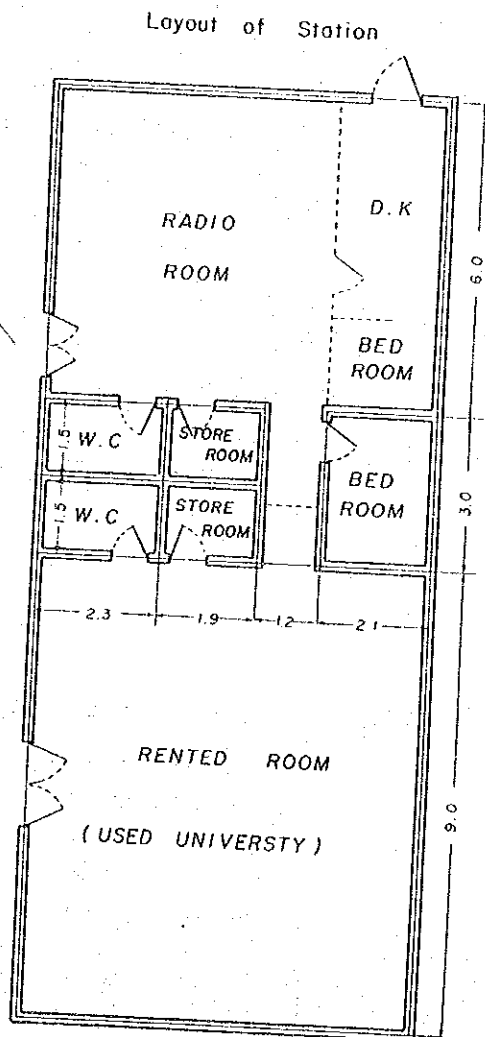 Layout of Station
D.K
RADIO
ROOM
6.0
BED
ROOM
W.C
1.5
STORE
ROOM
BED
ROOM
3.0
W.C
1.5
STORE
ROOM
2.3
1.9
1.2
2.1
RENTED ROOM
9.0
( USED UNIVERSTY )